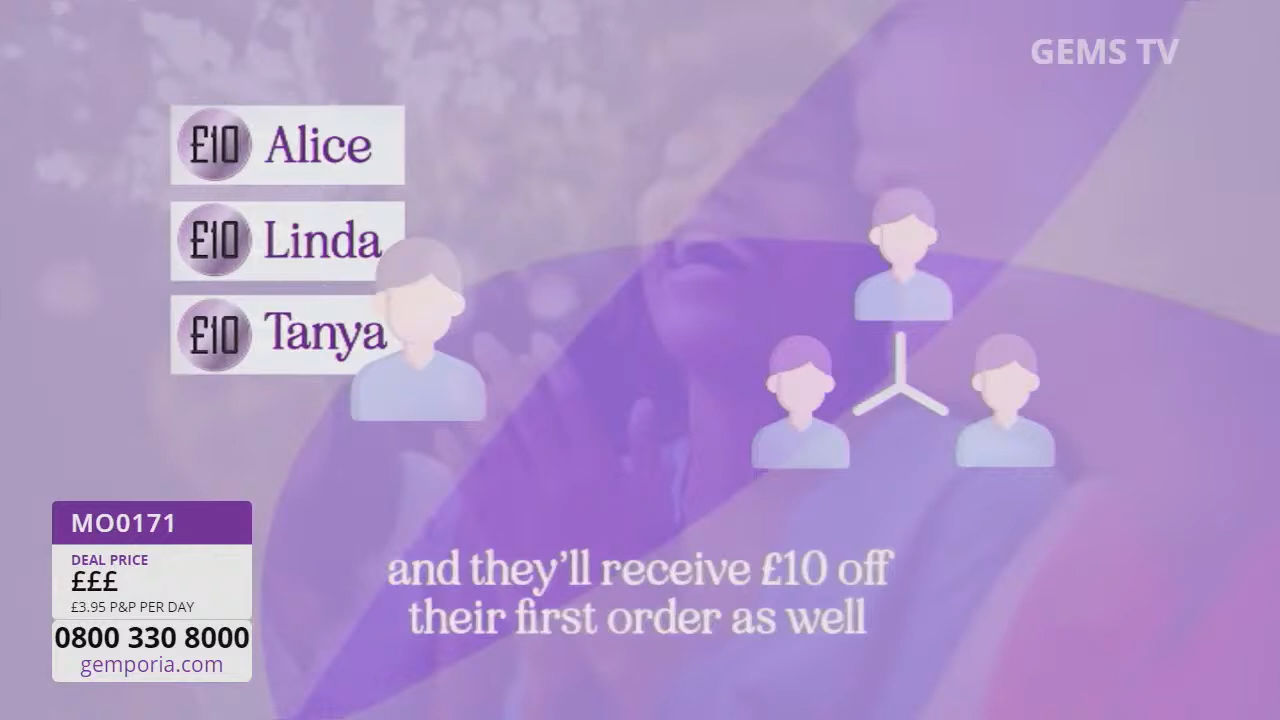 GEMS TV
£10 Alice
£10 Linda
£10 Tanya
MO0171
DEAL PRICE
£££
£3.95 P&P PER DAY
0800 330 8000
gemporia.com
and they'll receive £10 off
their first order as well